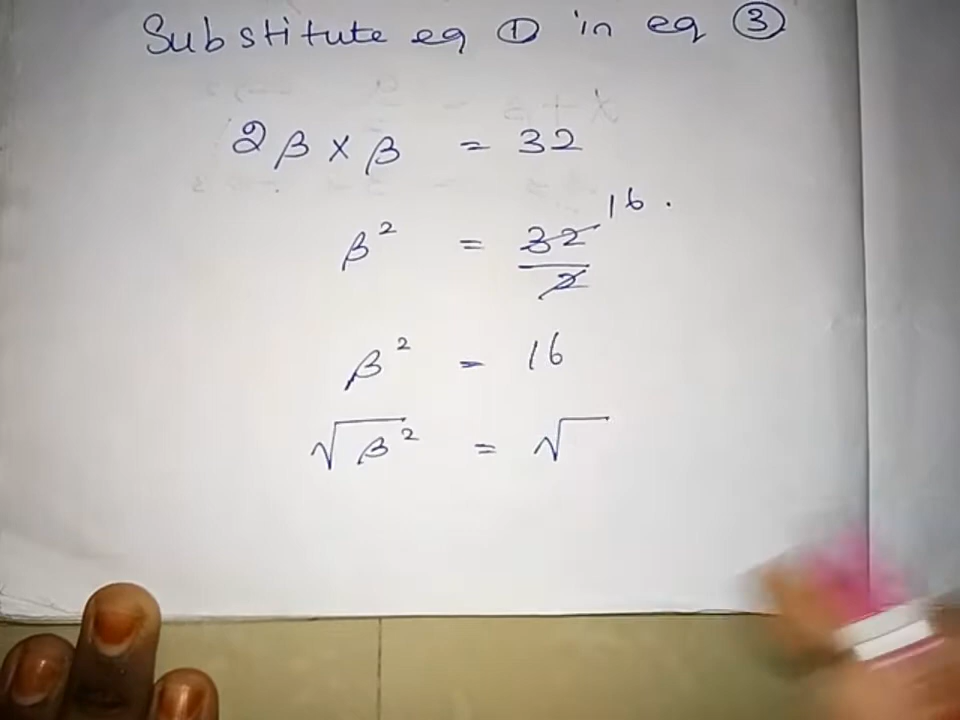 Substitute eq ① in eq ③
2β × β = 32
β² = 32/2 16.
β² = 16
√β² = √